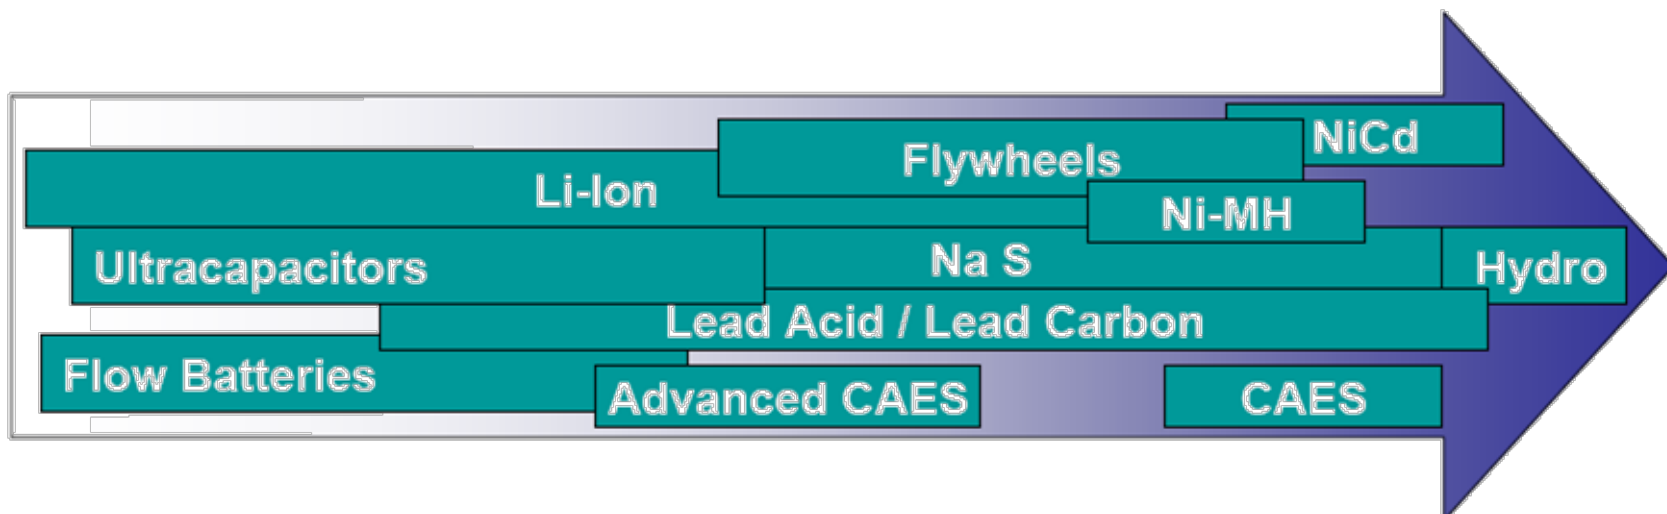 NiCd
Flywheels
Li-Ion
Ni-MH
Ultracapacitors
Na S
Hydro
Lead Acid / Lead Carbon
Flow Batteries
Advanced CAES
CAES